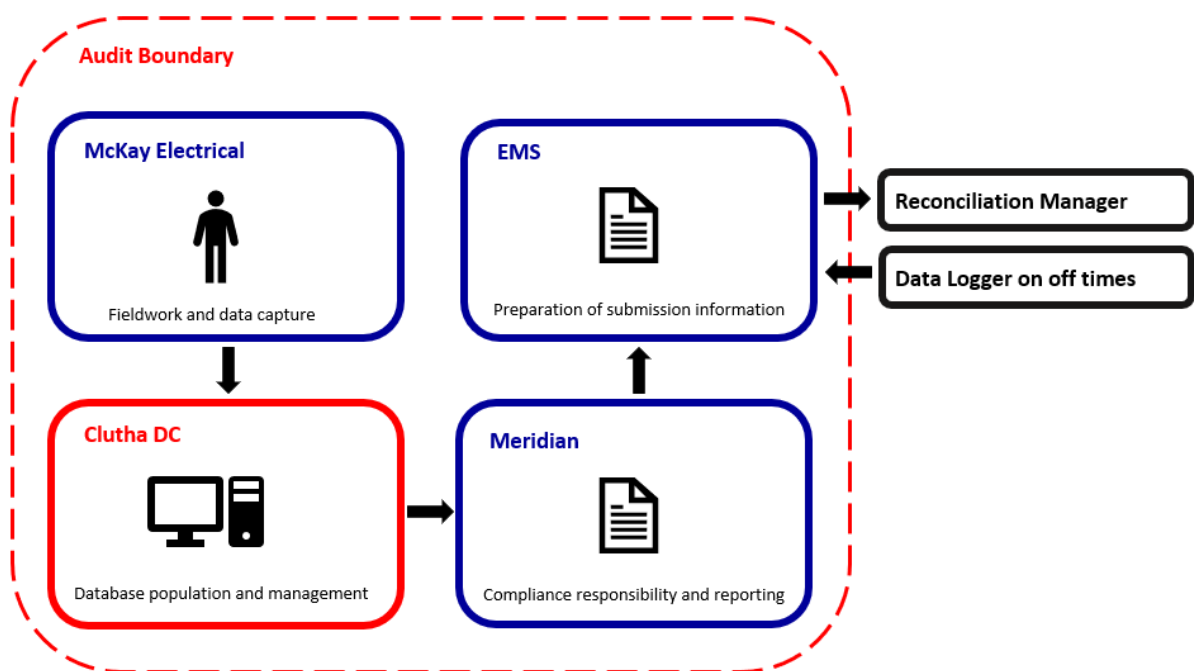 Audit Boundary
McKay Electrical
Fieldwork and data capture
EMS
Preparation of submission information
Reconciliation Manager
Data Logger on off times
Clutha DC
Database population and management
Meridian
Compliance responsibility and reporting